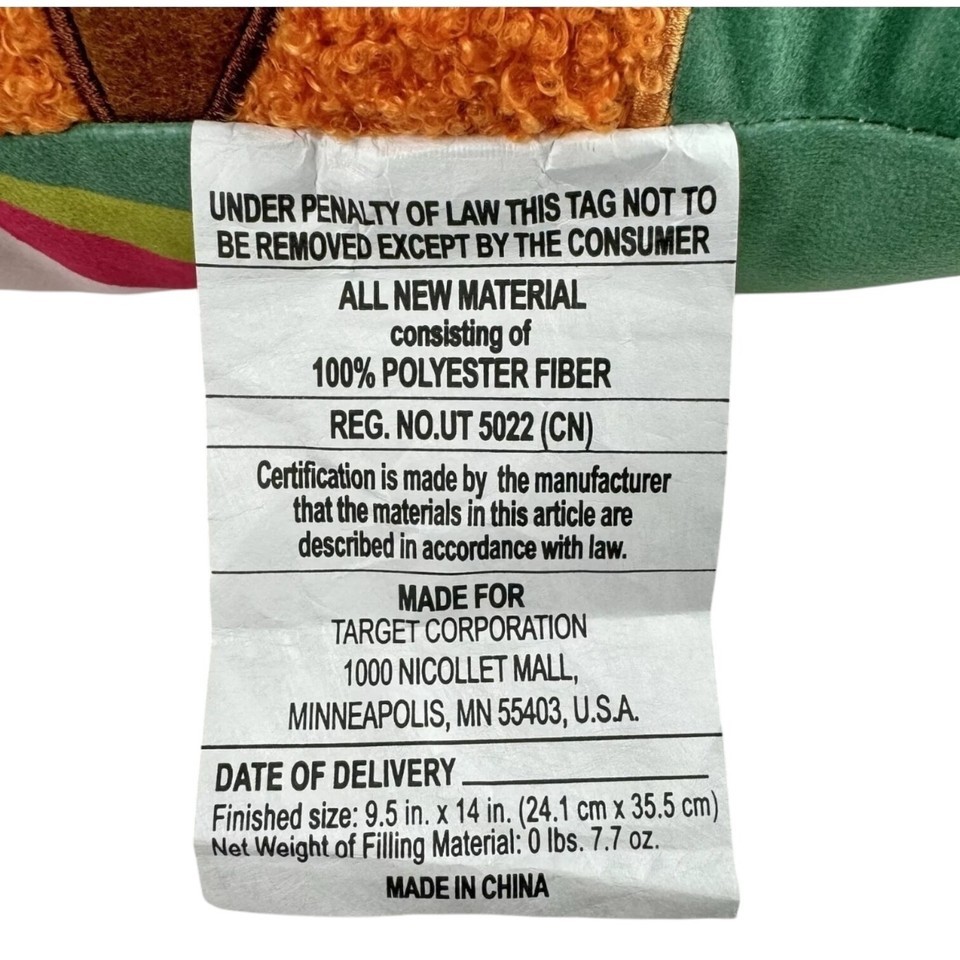 UNDER PENALTY OF LAW THIS TAG NOT TO
BE REMOVED EXCEPT BY THE CONSUMER
ALL NEW MATERIAL
consisting of
100% POLYESTER FIBER
REG. NO.UT 5022 (CN)
Certification is made by the manufacturer
that the materials in this article are
described in accordance with law.
MADE FOR
TARGET CORPORATION
1000 NICOLLET MALL,
MINNEAPOLIS, MN 55403, U.S.A.
DATE OF DELIVERY
Finished size: 9.5 in. x 14 in. (24.1 cm x 35.5 cm)
Net Weight of Filling Material: 0 lbs. 7.7 oz.
MADE IN CHINA